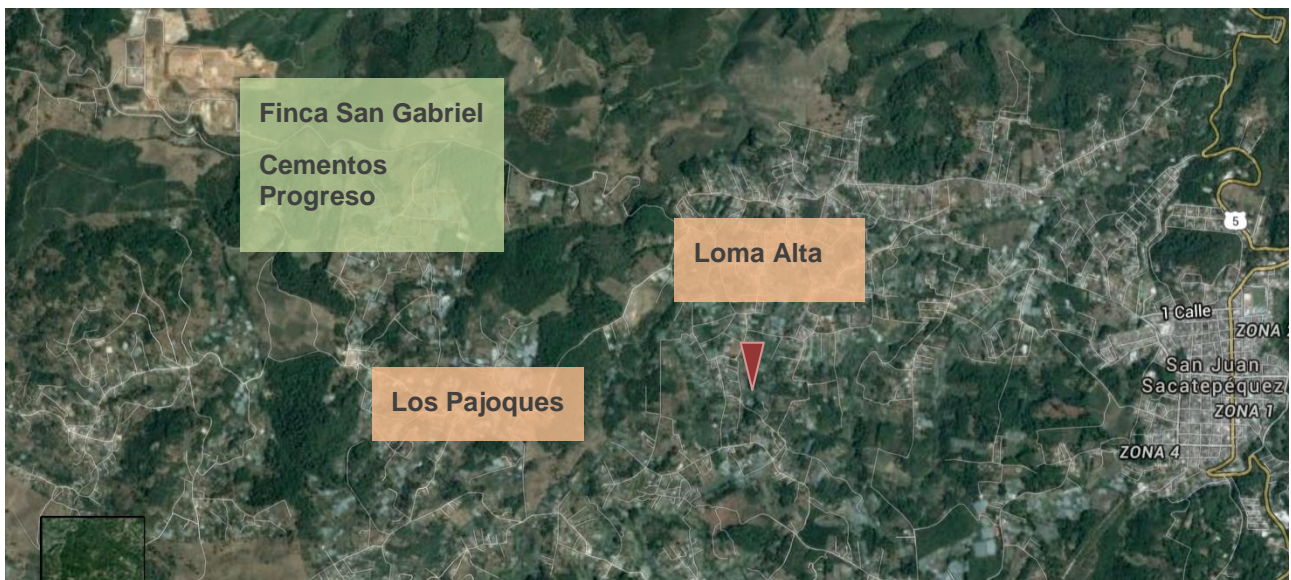 Finca San Gabriel
Cementos
Progreso
Loma Alta
5
1 Calle
ZONA
San Juan
Sacatepéquez
ZONA 1
Los Pajoques
ZONA 4